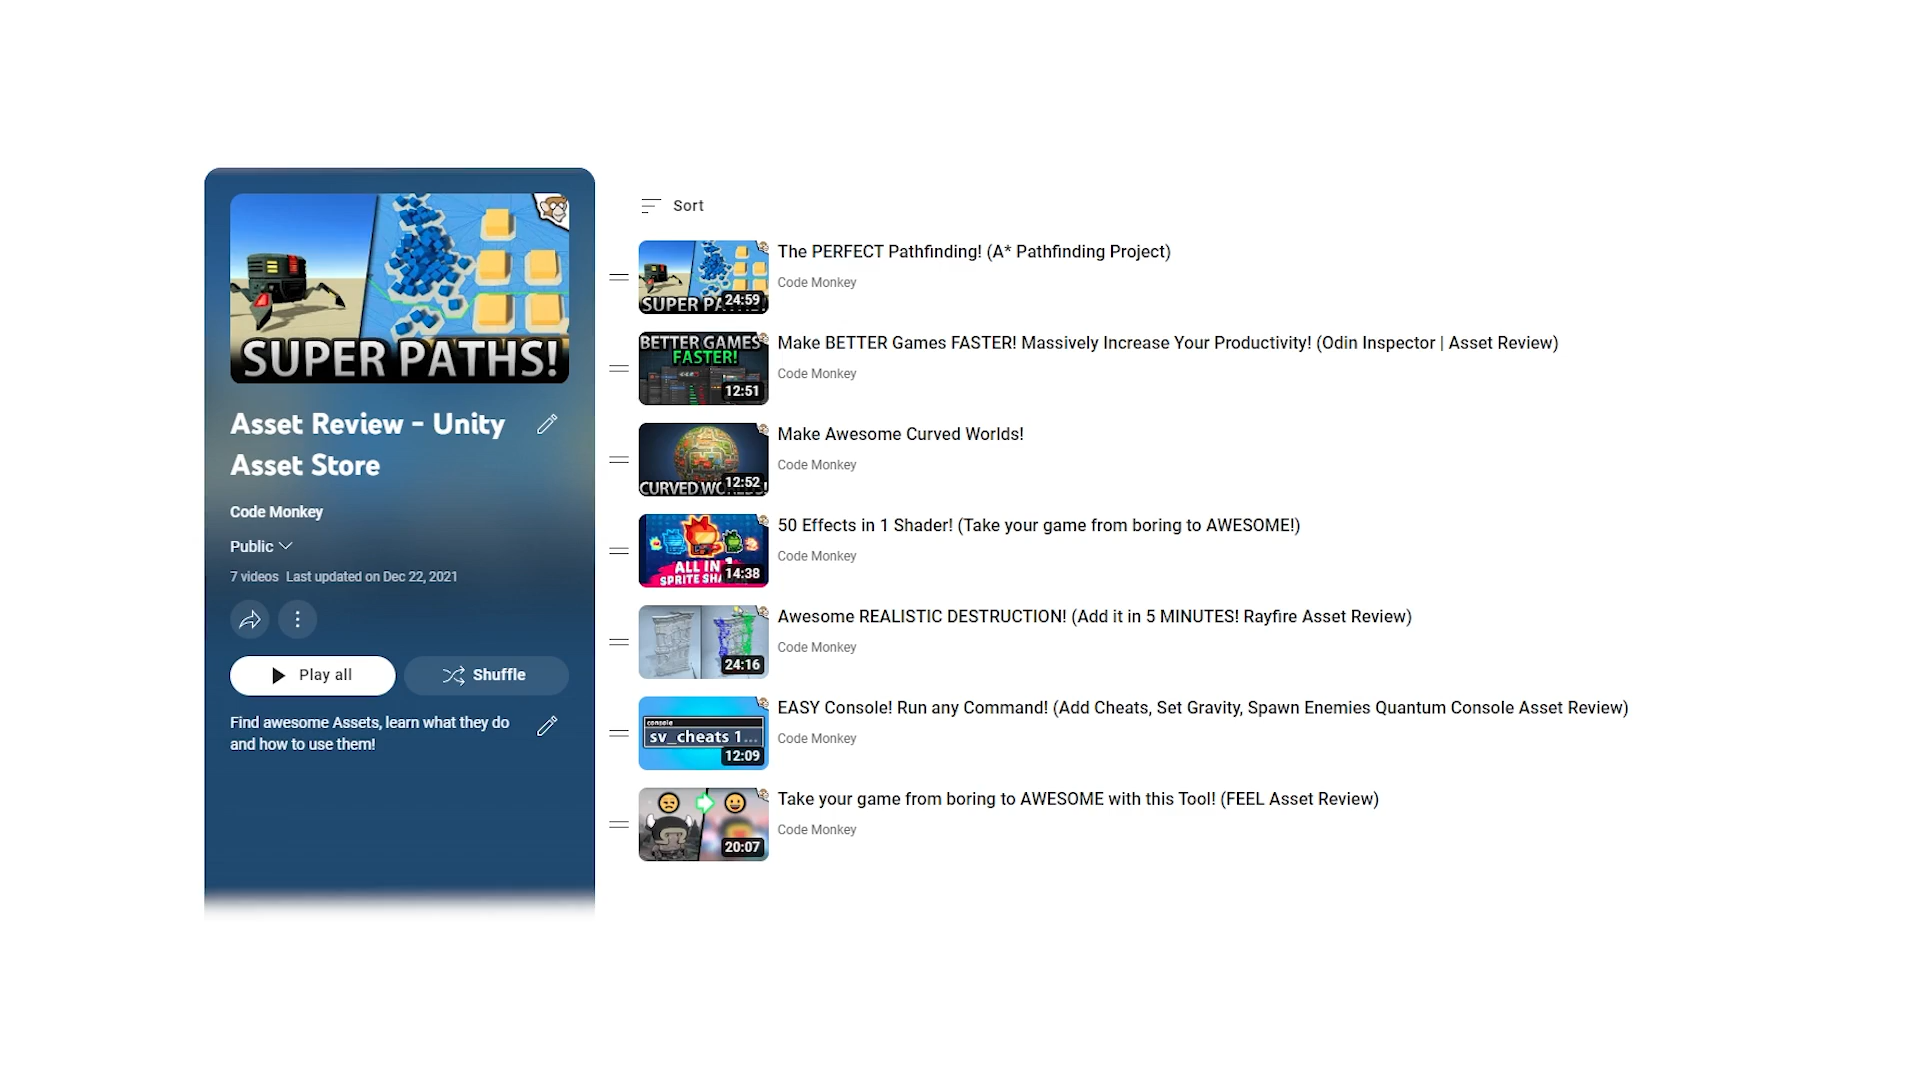 SUPER PATHS!
Asset Review - Unity
Asset Store
Code Monkey
Public
7 videos Last updated on Dec 22, 2021
Play all
Shuffle
Find awesome Assets, learn what they do
and how to use them!
Sort
SUPER PA
24:59
The PERFECT Pathfinding! (A* Pathfinding Project)
Code Monkey
BETTER GAMES
FASTER!
12:51
Make BETTER Games FASTER! Massively Increase Your Productivity! (Odin Inspector | Asset Review)
Code Monkey
CURVED WO
12:52
Make Awesome Curved Worlds!
Code Monkey
ALL IN 1
SPRITE SHA
14:38
50 Effects in 1 Shader! (Take your game from boring to AWESOME!)
Code Monkey
24:16
Awesome REALISTIC DESTRUCTION! (Add it in 5 MINUTES! Rayfire Asset Review)
Code Monkey
console
sv_cheats 1...
12:09
EASY Console! Run any Command! (Add Cheats, Set Gravity, Spawn Enemies Quantum Console Asset Review)
Code Monkey
20:07
Take your game from boring to AWESOME with this Tool! (FEEL Asset Review)
Code Monkey